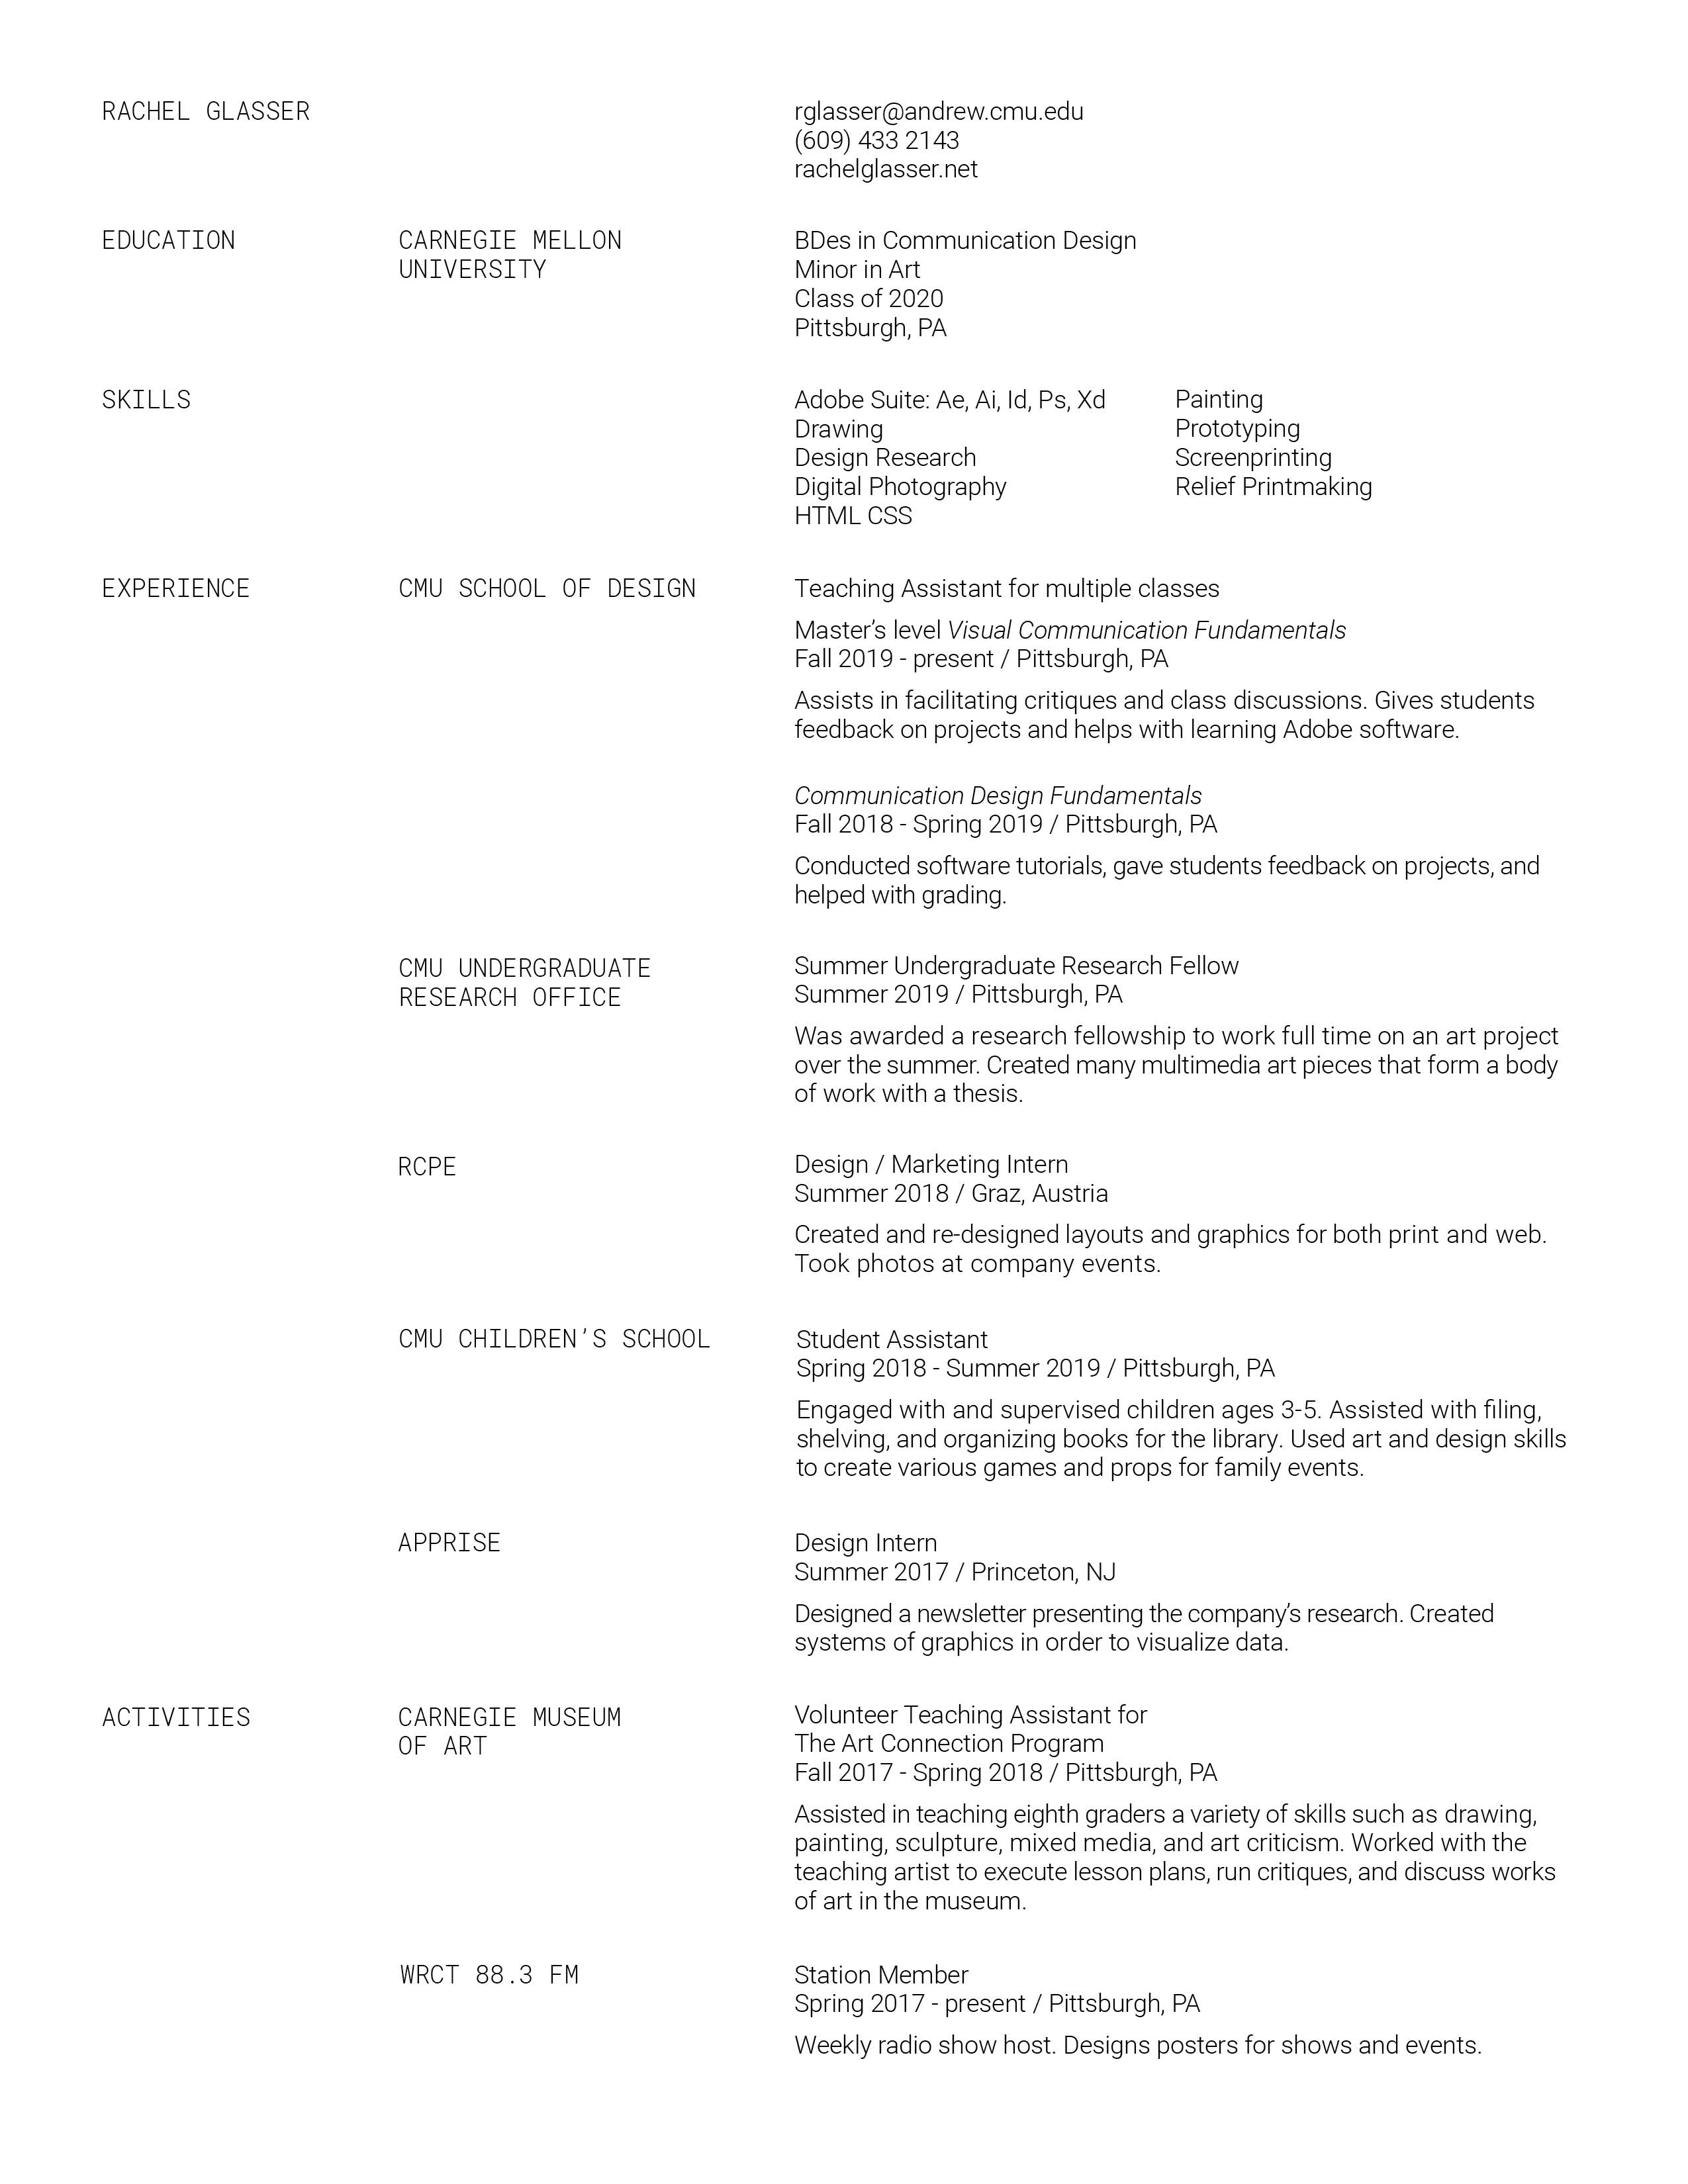 RACHEL GLASSER
rglasser@andrew.cmu.edu
(609) 433 2143
rachelglasser.net
EDUCATION
CARNEGIE MELLON
UNIVERSITY
BDes in Communication Design
Minor in Art
Class of 2020
Pittsburgh, PA
SKILLS
Adobe Suite: Ae, Ai, Id, Ps, Xd
Drawing
Design Research
Digital Photography
HTML CSS
Painting
Prototyping
Screenprinting
Relief Printmaking
EXPERIENCE
CMU SCHOOL OF DESIGN
Teaching Assistant for multiple classes
Master’s level Visual Communication Fundamentals
Fall 2019 - present / Pittsburgh, PA
Assists in facilitating critiques and class discussions. Gives students
feedback on projects and helps with learning Adobe software.
Communication Design Fundamentals
Fall 2018 - Spring 2019 / Pittsburgh, PA
Conducted software tutorials, gave students feedback on projects, and
helped with grading.
CMU UNDERGRADUATE
RESEARCH OFFICE
Summer Undergraduate Research Fellow
Summer 2019 / Pittsburgh, PA
Was awarded a research fellowship to work full time on an art project
over the summer. Created many multimedia art pieces that form a body
of work with a thesis.
RCPE
Design / Marketing Intern
Summer 2018 / Graz, Austria
Created and re-designed layouts and graphics for both print and web.
Took photos at company events.
CMU CHILDREN’S SCHOOL
Student Assistant
Spring 2018 - Summer 2019 / Pittsburgh, PA
Engaged with and supervised children ages 3-5. Assisted with filing,
shelving, and organizing books for the library. Used art and design skills
to create various games and props for family events.
APPRISE
Design Intern
Summer 2017 / Princeton, NJ
Designed a newsletter presenting the company’s research. Created
systems of graphics in order to visualize data.
ACTIVITIES
CARNEGIE MUSEUM
OF ART
Volunteer Teaching Assistant for
The Art Connection Program
Fall 2017 - Spring 2018 / Pittsburgh, PA
Assisted in teaching eighth graders a variety of skills such as drawing,
painting, sculpture, mixed media, and art criticism. Worked with the
teaching artist to execute lesson plans, run critiques, and discuss works
of art in the museum.
WRCT 88.3 FM
Station Member
Spring 2017 - present / Pittsburgh, PA
Weekly radio show host. Designs posters for shows and events.